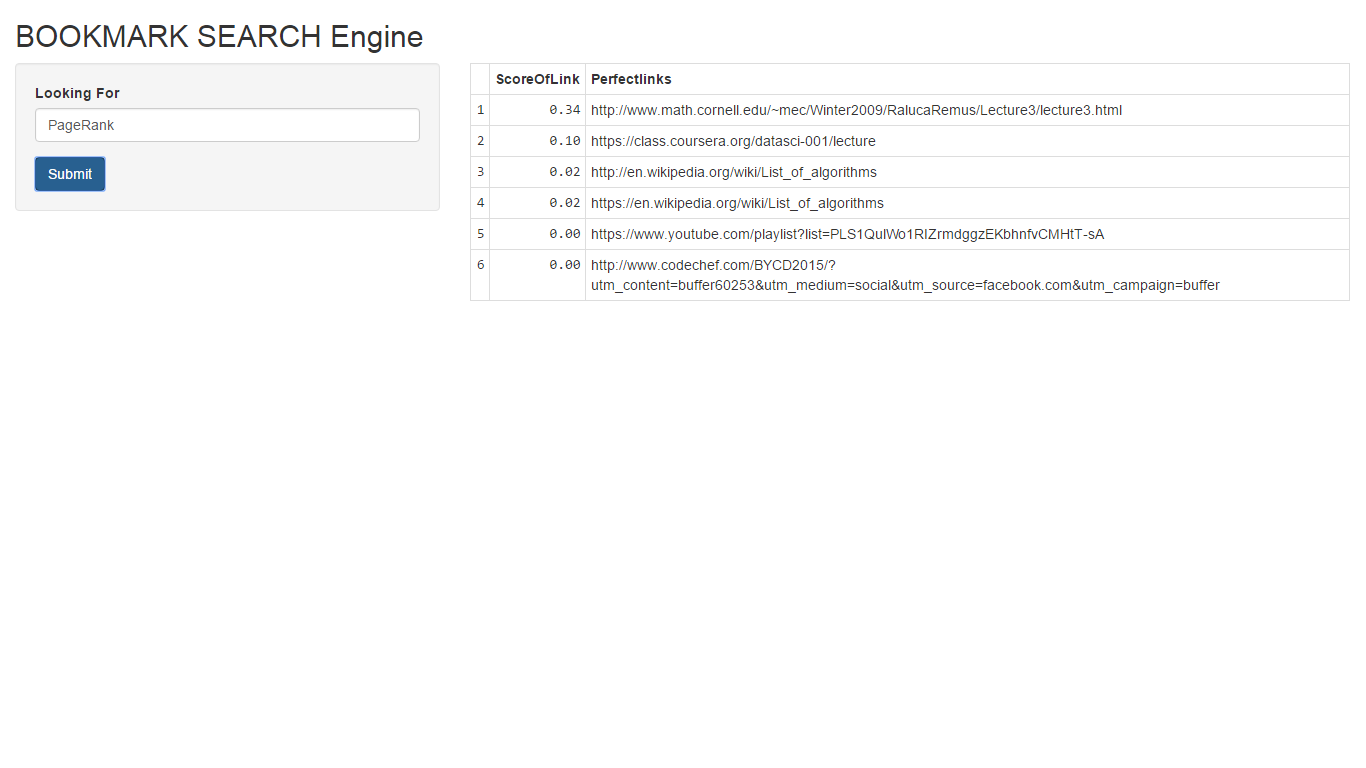 BOOKMARK SEARCH Engine
Looking For
PageRank
Submit
ScoreOfLink Perfectlinks
1 0.34 http://www.math.cornell.edu/~mec/Winter2009/RalucaRemus/Lecture3/lecture3.html
2 0.10 https://class.coursera.org/datasci-001/lecture
3 0.02 http://en.wikipedia.org/wiki/List_of_algorithms
4 0.02 https://en.wikipedia.org/wiki/List_of_algorithms
5 0.00 https://www.youtube.com/playlist?list=PLS1QulWo1RIZrmdggzEKbhnfvCMHtT-sA
6 0.00 http://www.codechef.com/BYCD2015/?
utm_content=buffer60253&utm_medium=social&utm_source=facebook.com&utm_campaign=buffer